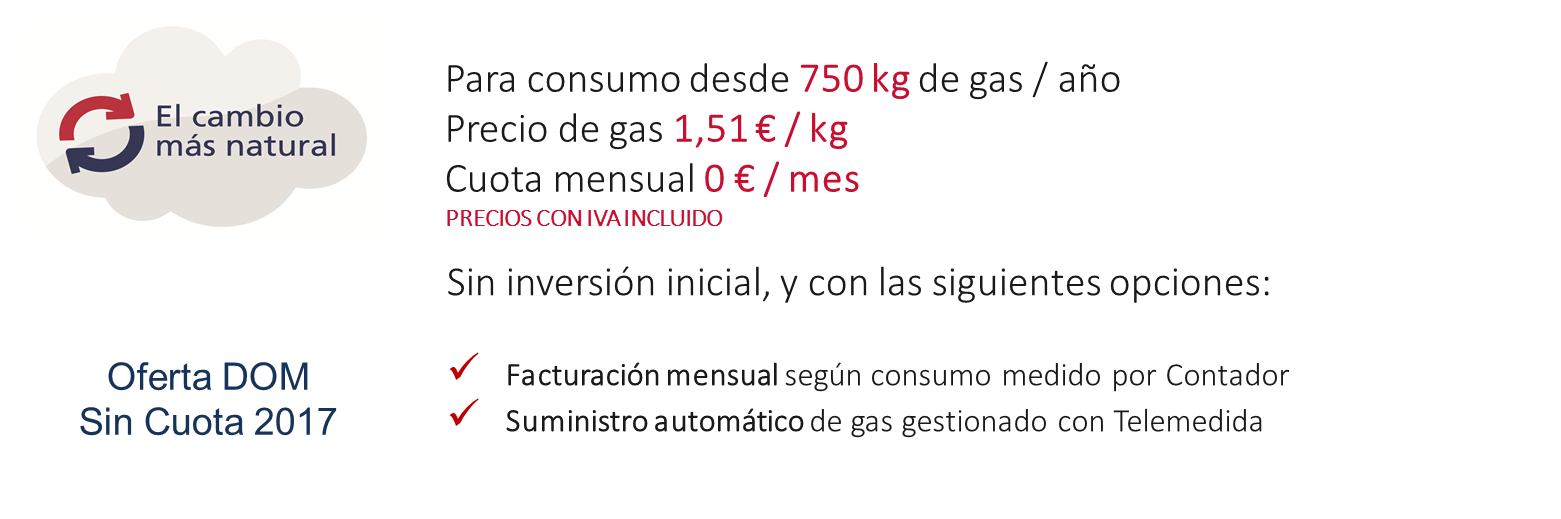 El cambio
más natural
Para consumo desde 750 kg de gas / año
Precio de gas 1,51 € / kg
Cuota mensual 0 € / mes
PRECIOS CON IVA INCLUIDO
Sin inversión inicial, y con las siguientes opciones:
Oferta DOM
Sin Cuota 2017
Facturación mensual según consumo medido por Contador
Suministro automático de gas gestionado con Telemedida